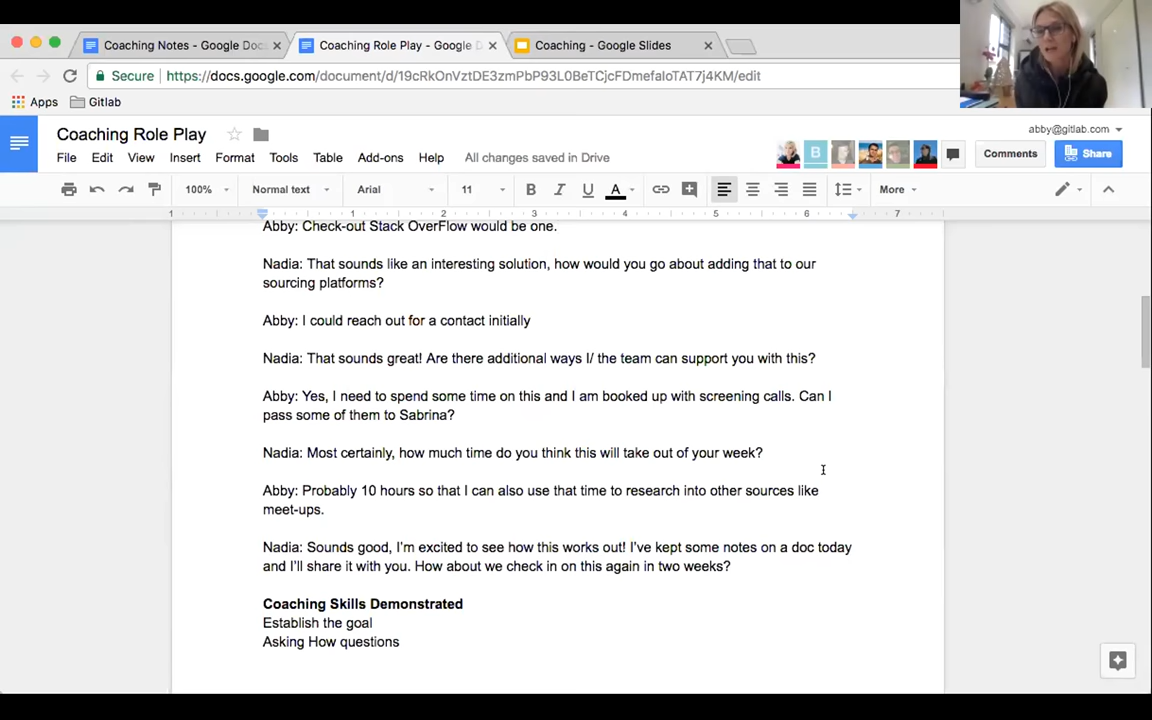 Coaching Notes - Google Doc
Coaching Role Play - Google D
Coaching - Google Slides
Secure
https://docs.google.com/document/d/19cRkOnVztDE3zmPbP93L0BeTCjcFDmefaIoTAT7j4KM/edit
Apps
Gitlab
Coaching Role Play
abby@gitlab.com
File Edit View Insert Format Tools Table Add-ons Help All changes saved in Drive
B
Comments
Share
100% Normal text Arial 11 B I U A More
1 1 2 3 4 5 6 7
Abby: Check-out Stack OverFlow would be one.
Nadia: That sounds like an interesting solution, how would you go about adding that to our
sourcing platforms?
Abby: I could reach out for a contact initially
Nadia: That sounds great! Are there additional ways I/ the team can support you with this?
Abby: Yes, I need to spend some time on this and I am booked up with screening calls. Can I
pass some of them to Sabrina?
Nadia: Most certainly, how much time do you think this will take out of your week?
Abby: Probably 10 hours so that I can also use that time to research into other sources like
meet-ups.
Nadia: Sounds good, I'm excited to see how this works out! I've kept some notes on a doc today
and I'll share it with you. How about we check in on this again in two weeks?
Coaching Skills Demonstrated
Establish the goal
Asking How questions